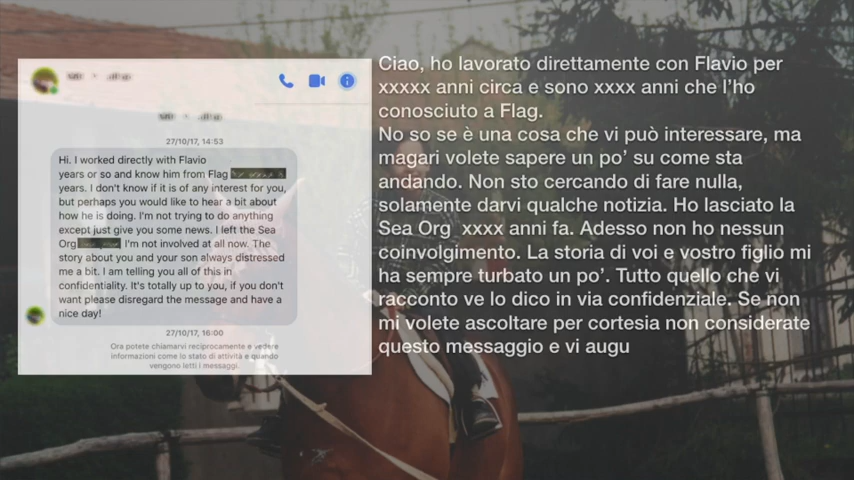 27/10/17, 14:53
Hi. I worked directly with Flavio
years or so and know him from Flag
years. I don't know if it is of any interest for you,
but perhaps you would like to hear a bit about
how he is doing. I'm not trying to do anything
except just give you some news. I left the Sea
Org I'm not involved at all now. The
story about you and your son always distressed
me a bit. I am telling you all of this in
confidentiality. It's totally up to you, if you don't
want please disregard the message and have a
nice day!
27/10/17, 16:00
Ora potete chiamarvi reciprocamente e vedere
informazioni come lo stato di attività e quando
vengono letti i messaggi.
Ciao, ho lavorato direttamente con Flavio per
xxxxx anni circa e sono xxxx anni che l'ho
conosciuto a Flag.
No so se è una cosa che vi può interessare, ma
magari volete sapere un po' su come sta
andando. Non sto cercando di fare nulla,
solamente darvi qualche notizia. Ho lasciato la
Sea Org xxxx anni fa. Adesso non ho nessun
coinvolgimento. La storia di voi e vostro figlio mi
ha sempre turbato un po'. Tutto quello che vi
racconto ve lo dico in via confidenziale. Se non
mi volete ascoltare per cortesia non considerate
questo messaggio e vi augu